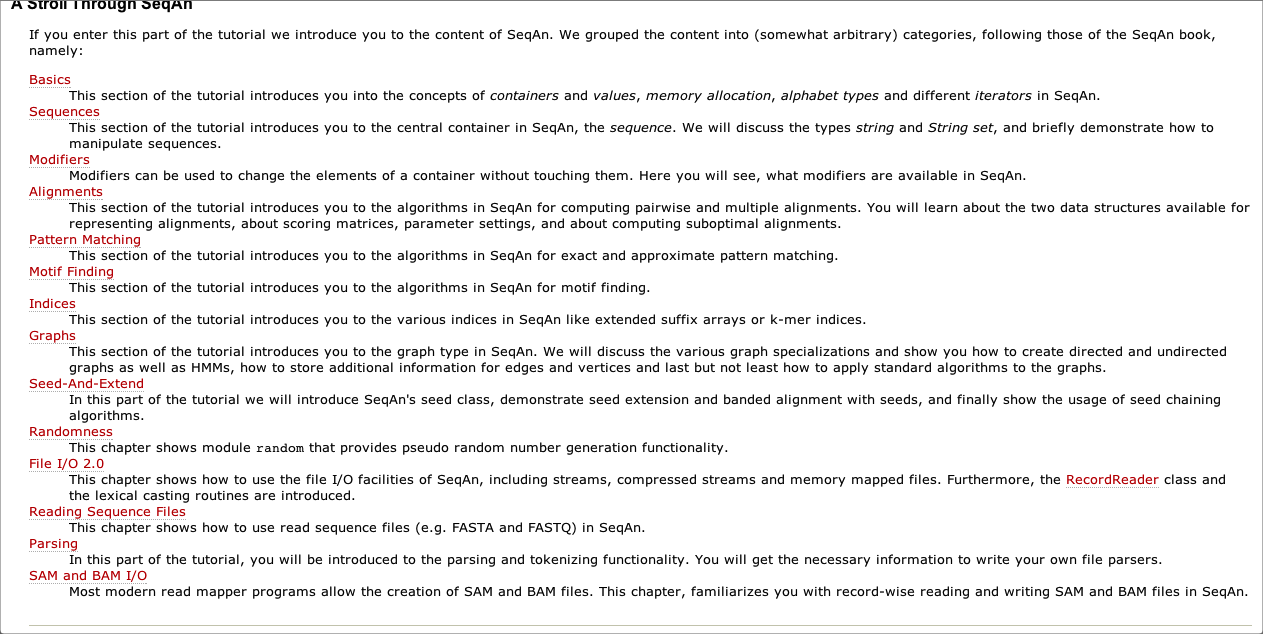 A Stroll Through SeqAn
If you enter this part of the tutorial we introduce you to the content of SeqAn. We grouped the content into (somewhat arbitrary) categories, following those of the SeqAn book,
namely:
Basics
This section of the tutorial introduces you into the concepts of containers and values, memory allocation, alphabet types and different iterators in SeqAn.
Sequences
This section of the tutorial introduces you to the central container in SeqAn, the sequence. We will discuss the types string and String set, and briefly demonstrate how to
manipulate sequences.
Modifiers
Modifiers can be used to change the elements of a container without touching them. Here you will see, what modifiers are available in SeqAn.
Alignments
This section of the tutorial introduces you to the algorithms in SeqAn for computing pairwise and multiple alignments. You will learn about the two data structures available for
representing alignments, about scoring matrices, parameter settings, and about computing suboptimal alignments.
Pattern Matching
This section of the tutorial introduces you to the algorithms in SeqAn for exact and approximate pattern matching.
Motif Finding
This section of the tutorial introduces you to the algorithms in SeqAn for motif finding.
Indices
This section of the tutorial introduces you to the various indices in SeqAn like extended suffix arrays or k-mer indices.
Graphs
This section of the tutorial introduces you to the graph type in SeqAn. We will discuss the various graph specializations and show you how to create directed and undirected
graphs as well as HMMs, how to store additional information for edges and vertices and last but not least how to apply standard algorithms to the graphs.
Seed-And-Extend
In this part of the tutorial we will introduce SeqAn's seed class, demonstrate seed extension and banded alignment with seeds, and finally show the usage of seed chaining
algorithms.
Randomness
This chapter shows module random that provides pseudo random number generation functionality.
File I/O 2.0
This chapter shows how to use the file I/O facilities of SeqAn, including streams, compressed streams and memory mapped files. Furthermore, the RecordReader class and
the lexical casting routines are introduced.
Reading Sequence Files
This chapter shows how to use read sequence files (e.g. FASTA and FASTQ) in SeqAn.
Parsing
In this part of the tutorial, you will be introduced to the parsing and tokenizing functionality. You will get the necessary information to write your own file parsers.
SAM and BAM I/O
Most modern read mapper programs allow the creation of SAM and BAM files. This chapter, familiarizes you with record-wise reading and writing SAM and BAM files in SeqAn.